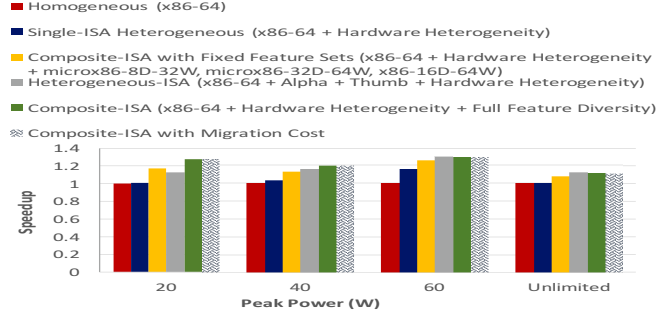 Homogeneous (x86-64)
Single-ISA Heterogeneous (x86-64 + Hardware Heterogeneity)
Composite-ISA with Fixed Feature Sets (x86-64 + Hardware Heterogeneity
+ microx86-8D-32W, microx86-32D-64W, x86-16D-64W)
Heterogeneous-ISA (x86-64 + Alpha + Thumb + Hardware Heterogeneity)
Composite-ISA (x86-64 + Hardware Heterogeneity + Full Feature Diversity)
Composite-ISA with Migration Cost
1.4
1.2
1
0.8
0.6
0.4
0.2
0
Speedup
20 40 60 Unlimited
Peak Power (W)